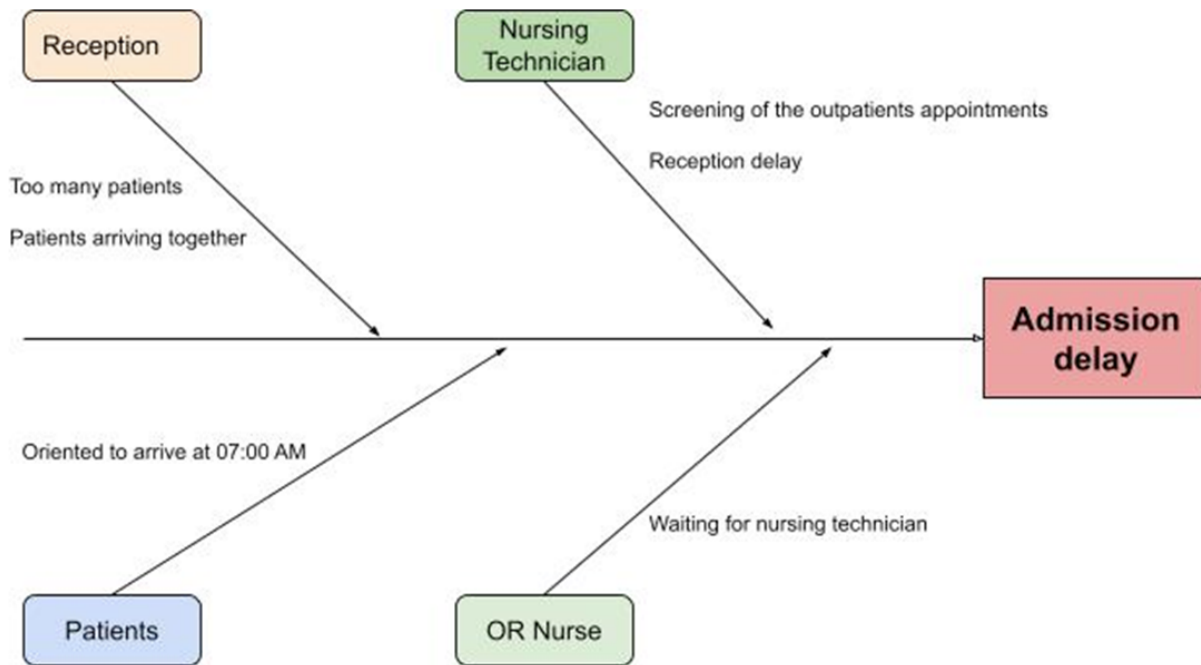 Reception
Nursing
Technician
Screening of the outpatients appointments
Reception delay
Too many patients
Patients arriving together
Admission
delay
Oriented to arrive at 07:00 AM
Waiting for nursing technician
Patients
OR Nurse